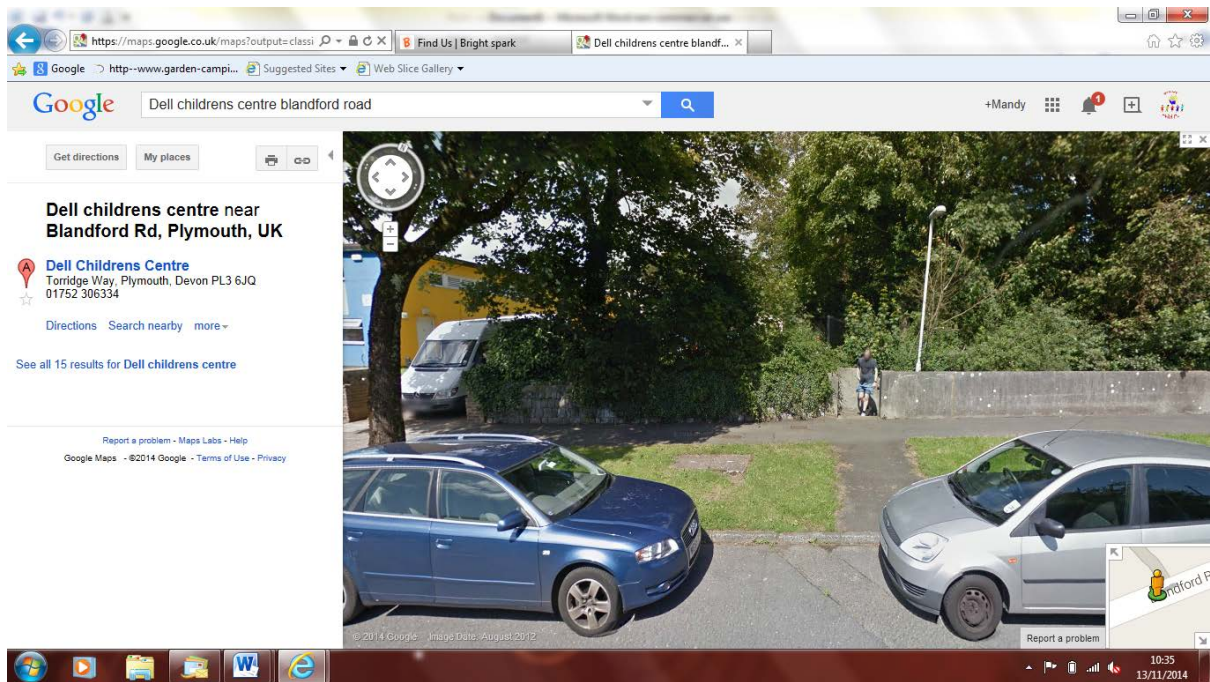 https://maps.google.co.uk/maps?output=classi
Find Us | Bright spark
Dell childrens centre blandf...
Google
http--www.garden-campi...
Suggested Sites
Web Slice Gallery
Google
Dell childrens centre blandford road
+Mandy
1
Get directions
My places
Dell childrens centre near
Blandford Rd, Plymouth, UK
A
Dell Childrens Centre
Torridge Way, Plymouth, Devon PL3 6JQ
01752 306334
Directions Search nearby more
See all 15 results for Dell childrens centre
Report a problem - Maps Labs - Help
Google Maps - ©2014 Google - Terms of Use - Privacy
© 2014 Google Image Date: August 2012
Report a problem
10:35
13/11/2014